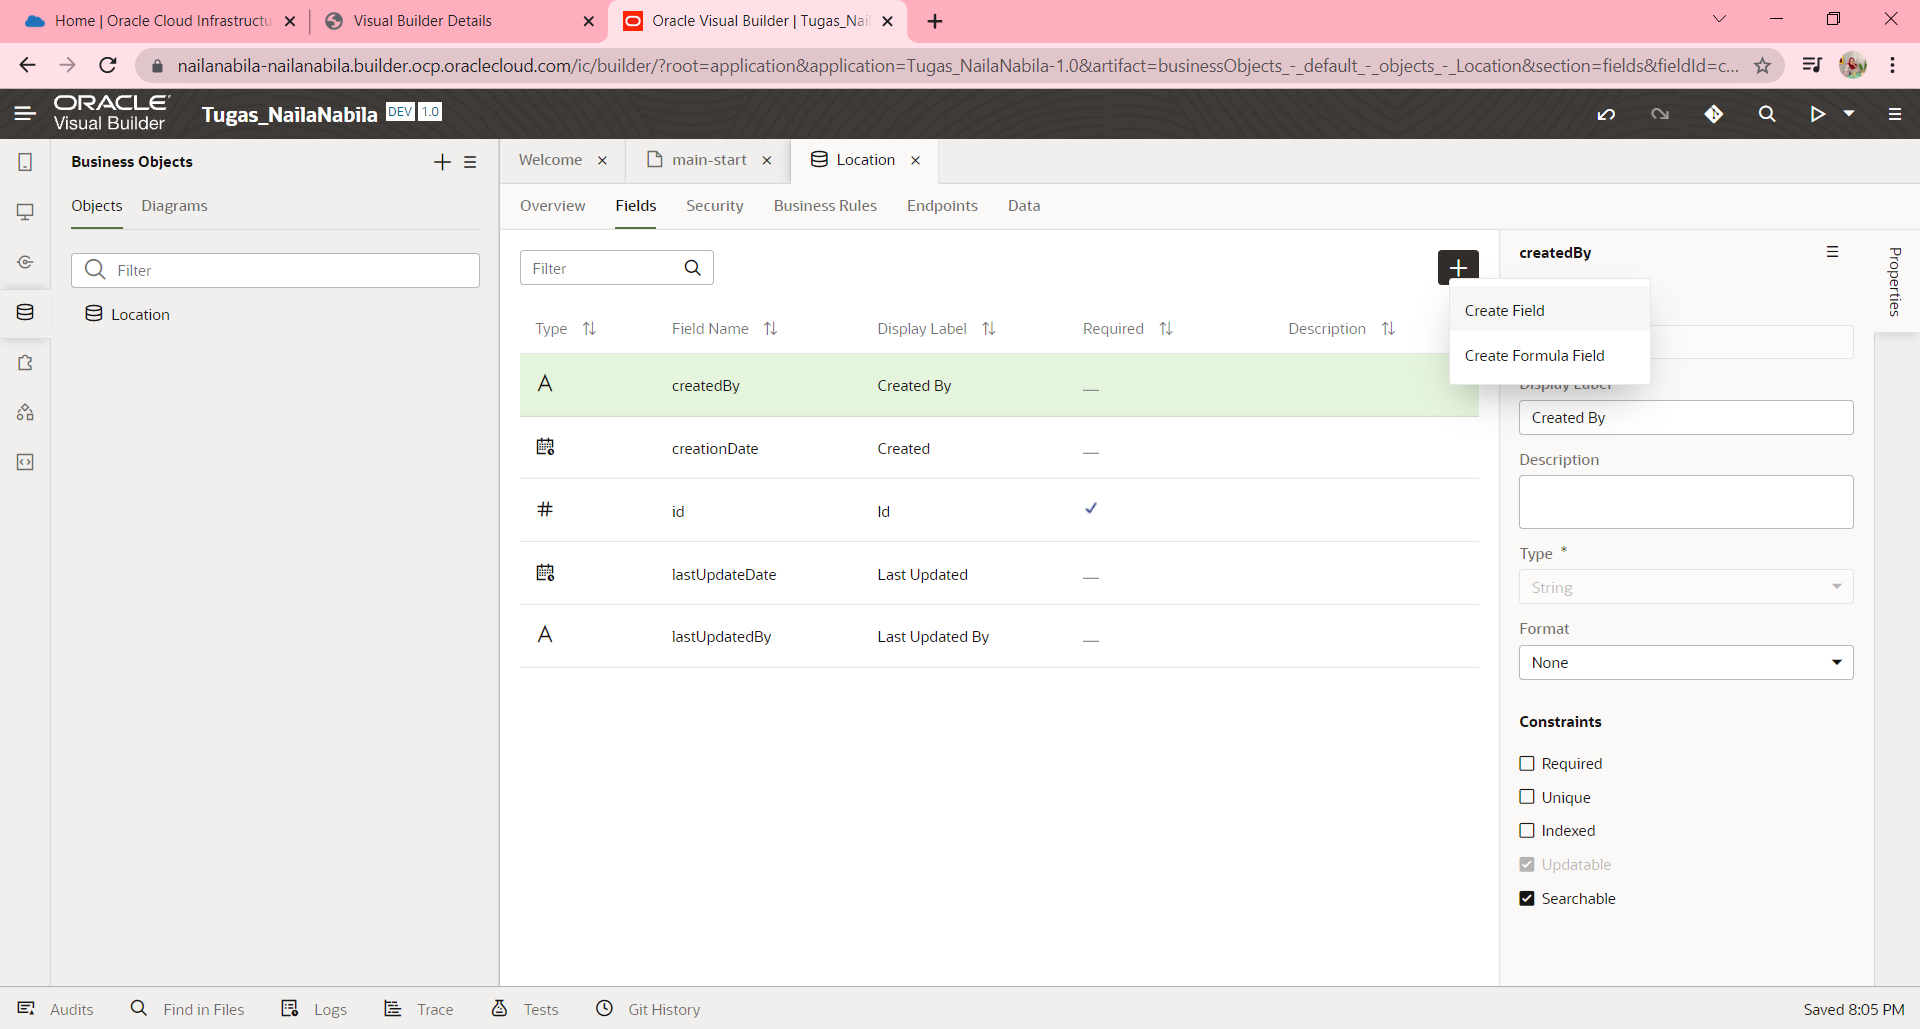 Home | Oracle Cloud Infrastructu
Visual Builder Details
Oracle Visual Builder | Tugas_Nai
nailanabila-nailanabila.builder.ocp.oraclecloud.com/ic/builder/?root=application&application=Tugas_NailaNabila-1.0&artifact=businessObjects_-_default_-_objects_-_Location&section=fields&fieldId=c...
ORACLE
Visual Builder
Tugas_NailaNabila DEV 1.0
Business Objects
Welcome
main-start
Location
Objects
Diagrams
Overview
Fields
Security
Business Rules
Endpoints
Data
Filter
Location
Filter
Type
Field Name
Display Label
Required
Description
createdBy
Created By
creationDate
Created
id
Id
lastUpdateDate
Last Updated
lastUpdatedBy
Last Updated By
Create Field
Create Formula Field
createdBy
Properties
Display Label
Created By
Description
Type *
String
Format
None
Constraints
Required
Unique
Indexed
Updatable
Searchable
Audits
Find in Files
Logs
Trace
Tests
Git History
Saved 8:05 PM